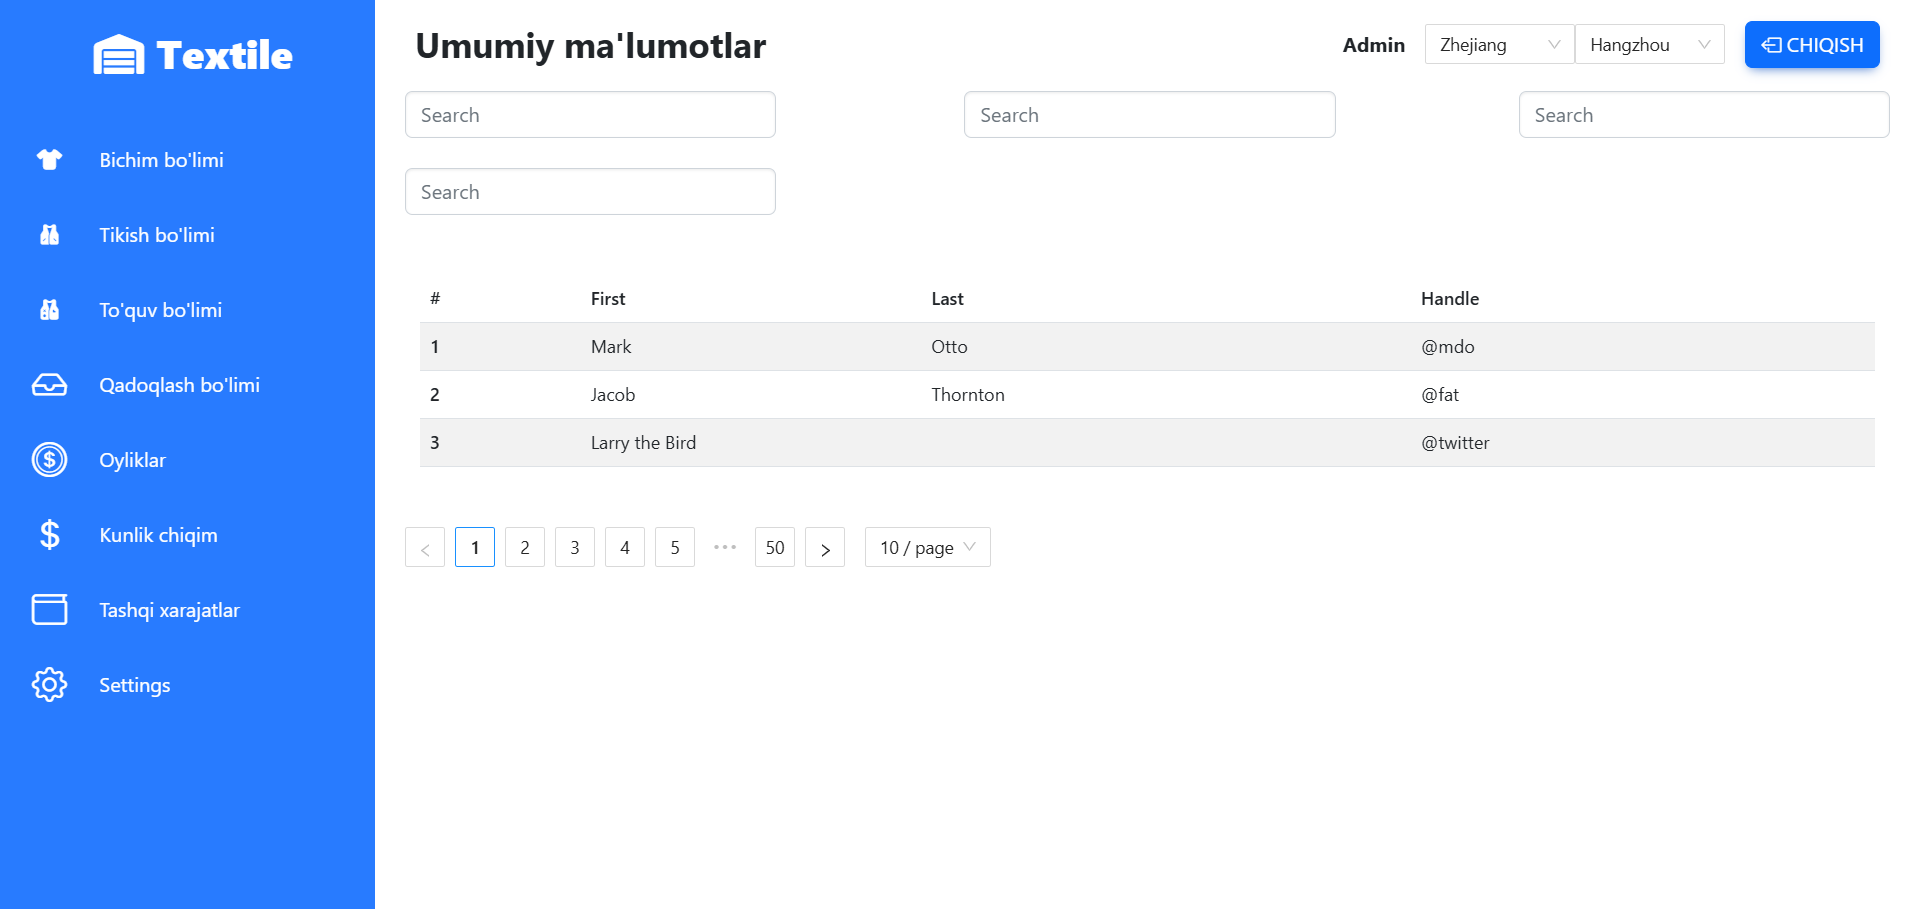 Textile
Bichim bo'limi
Tikish bo'limi
To'quv bo'limi
Qadoqlash bo'limi
Oyliklar
Kunlik chiqim
Tashqi xarajatlar
Settings
Umumiy ma'lumotlar
Admin Zhejiang Hangzhou CHIQISH
Search Search Search
Search
# First Last Handle
1 Mark Otto @mdo
2 Jacob Thornton @fat
3 Larry the Bird @twitter
< 1 2 3 4 5 ••• 50 > 10 / page